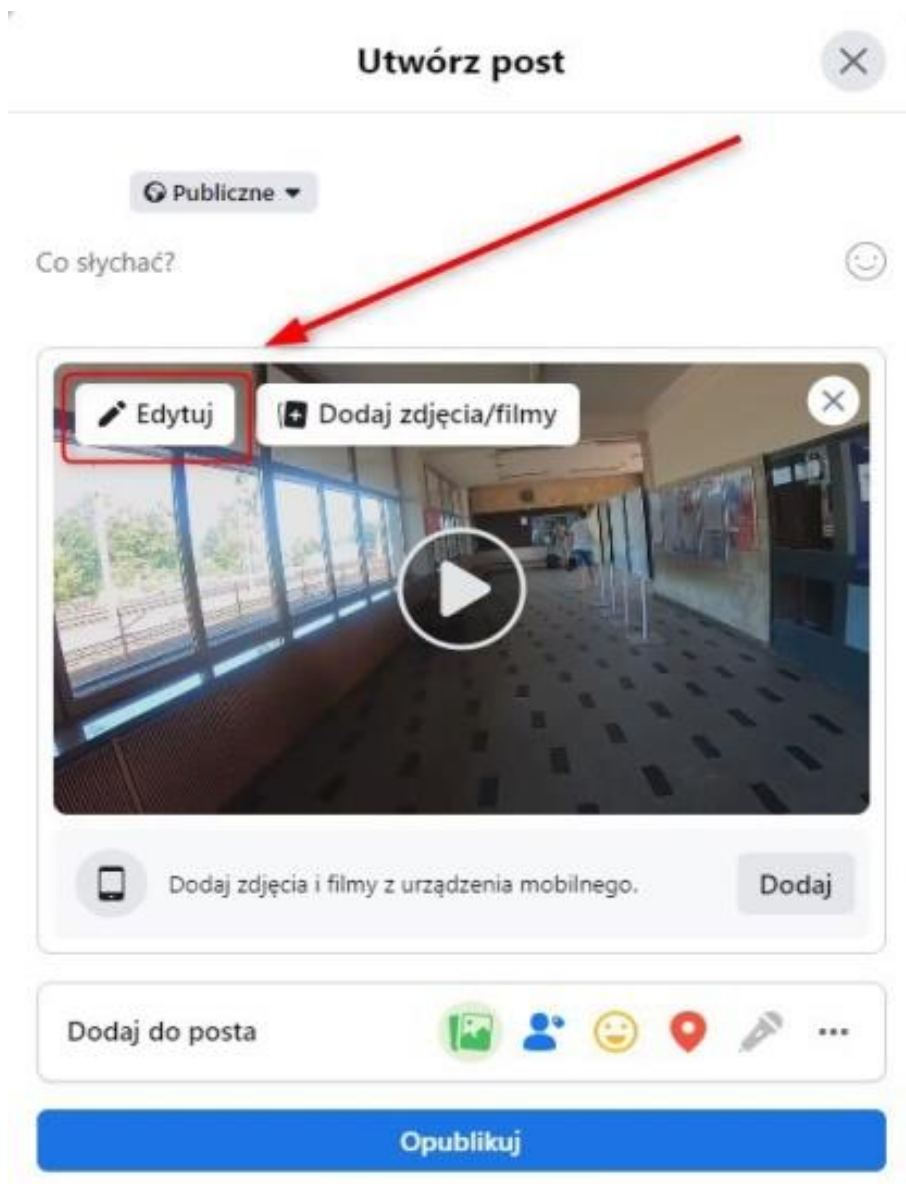 Utwórz post
Publiczne
Co słychać?
Edytuj
Dodaj zdjęcia/filmy
Dodaj zdjęcia i filmy z urządzenia mobilnego.
Dodaj
Dodaj do posta
Opublikuj